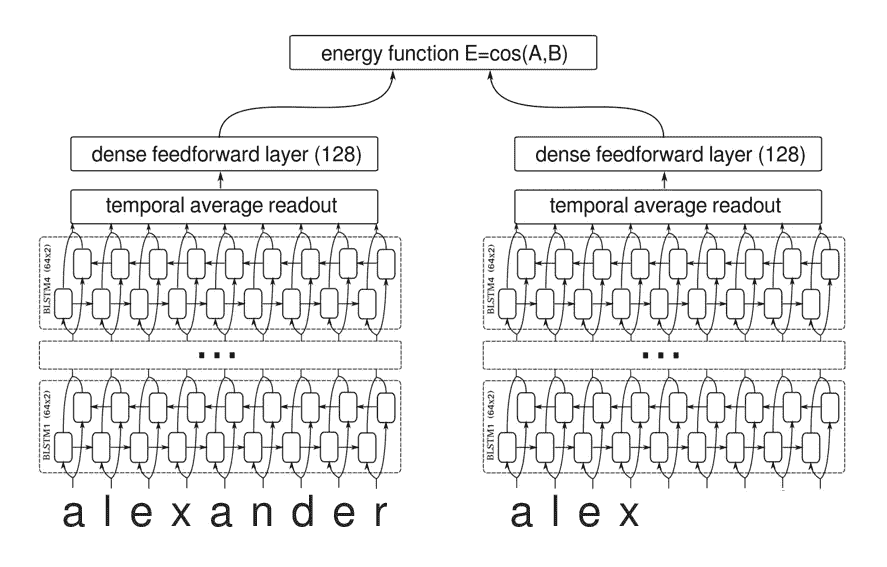 energy function E=cos(A,B)
dense feedforward layer (128)
dense feedforward layer (128)
temporal average readout
temporal average readout
BLSTM4 (64x2)
BLSTM4 (64x2)
...
...
BLSTM1 (64x2)
BLSTM1 (64x2)
a l e x a n d e r
a l e x